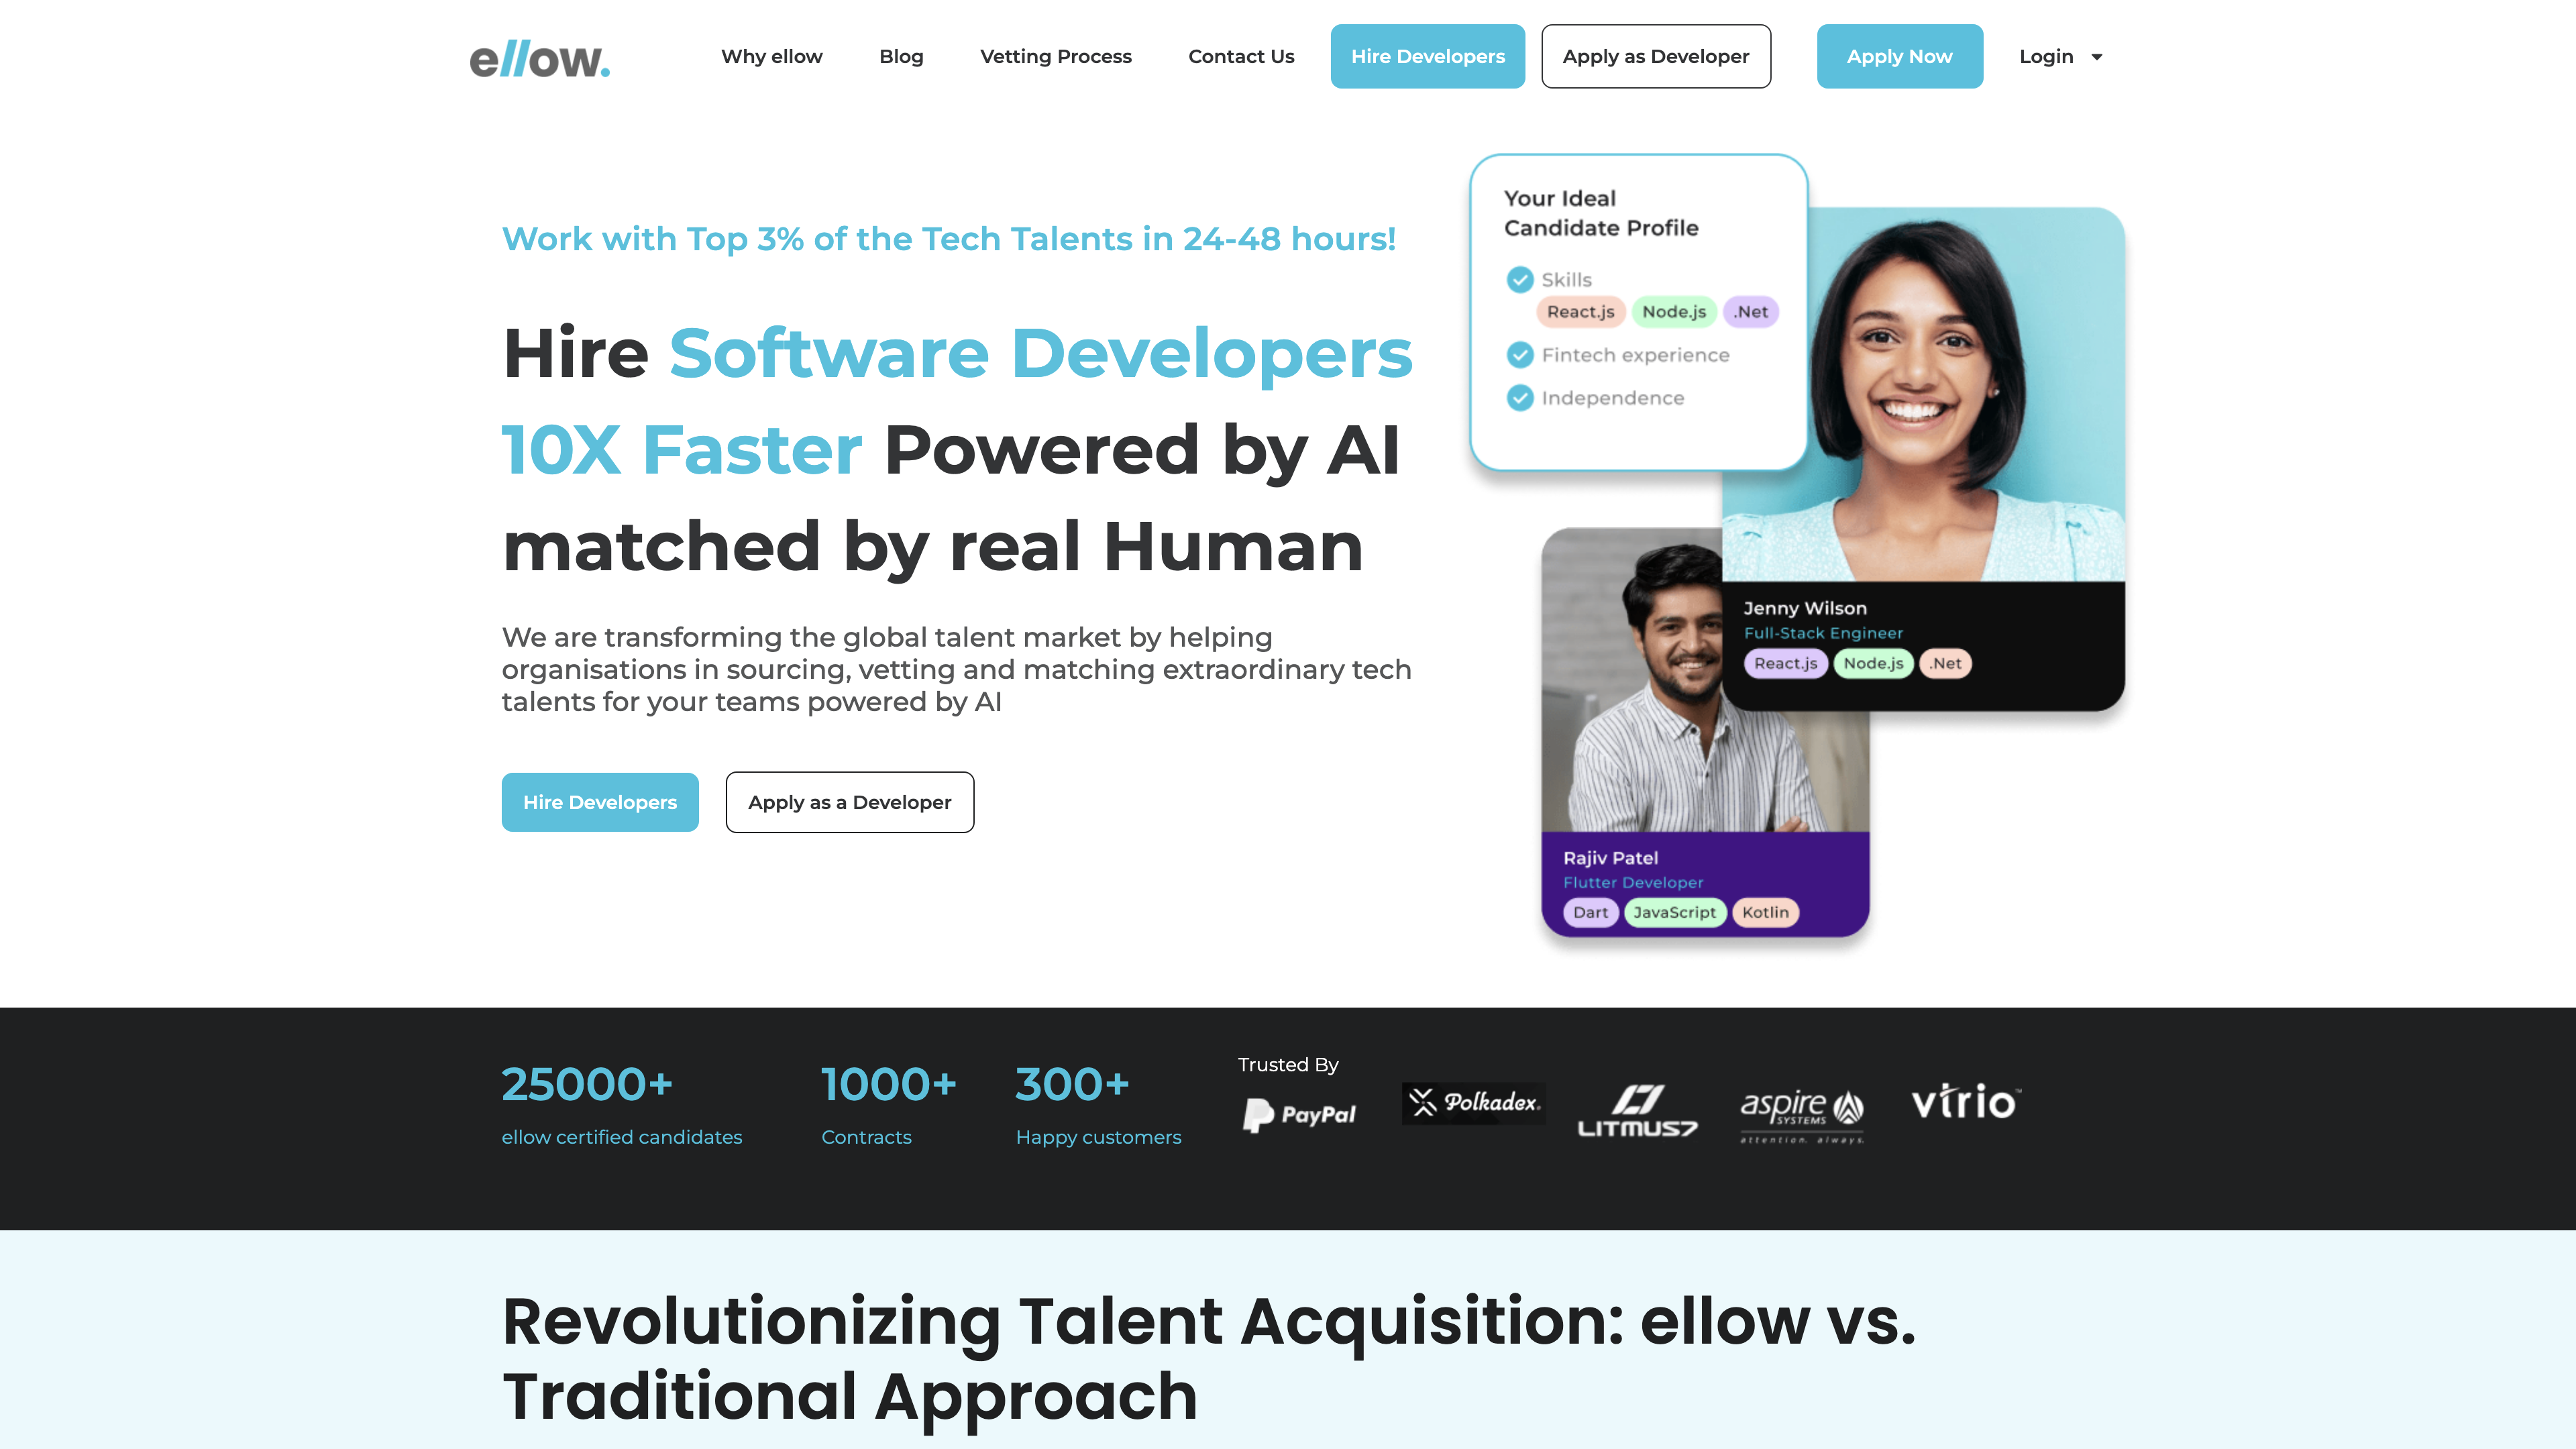 ellow.
Why ellow
Blog
Vetting Process
Contact Us
Hire Developers
Apply as Developer
Apply Now
Login
Work with Top 3% of the Tech Talents in 24-48 hours!
Hire Software Developers
10X Faster Powered by AI
matched by real Human
We are transforming the global talent market by helping
organisations in sourcing, vetting and matching extraordinary tech
talents for your teams powered by AI
Hire Developers
Apply as a Developer
Your Ideal
Candidate Profile
Skills
React.js
Node.js
.Net
Fintech experience
Independence
Jenny Wilson
Full-Stack Engineer
React.js
Node.js
.Net
Rajiv Patel
Flutter Developer
Dart
JavaScript
Kotlin
25000+
ellow certified candidates
1000+
Contracts
300+
Happy customers
Trusted By
PayPal
Polkadex.
LITMUS7
aspire
SYSTEMS
attention. always.
virio™
Revolutionizing Talent Acquisition: ellow vs.
Traditional Approach